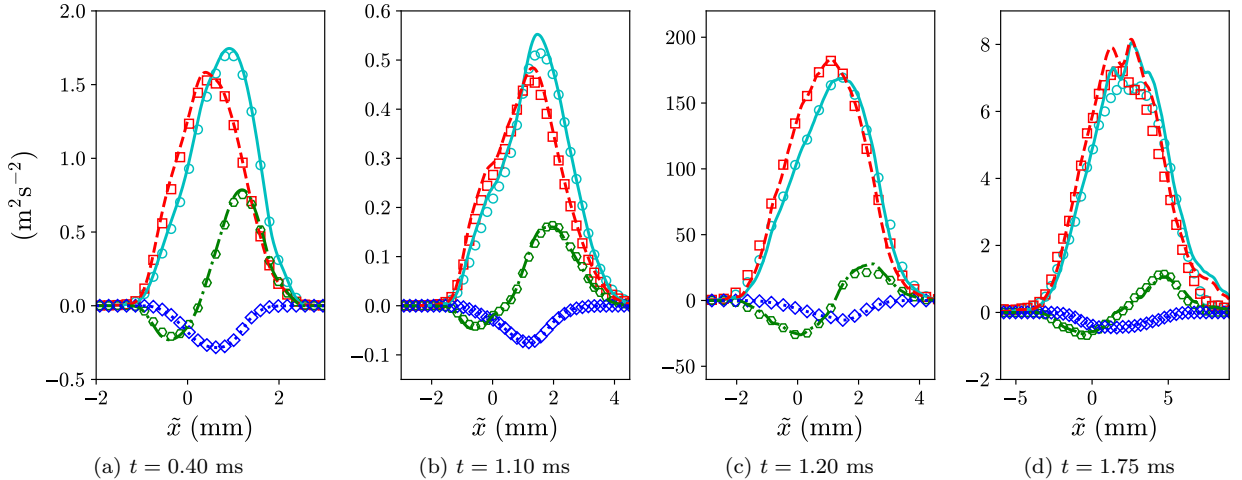 (m²s⁻²)
2.0
1.5
1.0
0.5
0.0
−0.5
−2 0 2
x̃ (mm)
(a) t = 0.40 ms
0.6
0.5
0.4
0.3
0.2
0.1
0.0
−0.1
−2 0 2 4
x̃ (mm)
(b) t = 1.10 ms
200
150
100
50
0
−50
−2 0 2 4
x̃ (mm)
(c) t = 1.20 ms
8
6
4
2
0
−2
−5 0 5
x̃ (mm)
(d) t = 1.75 ms